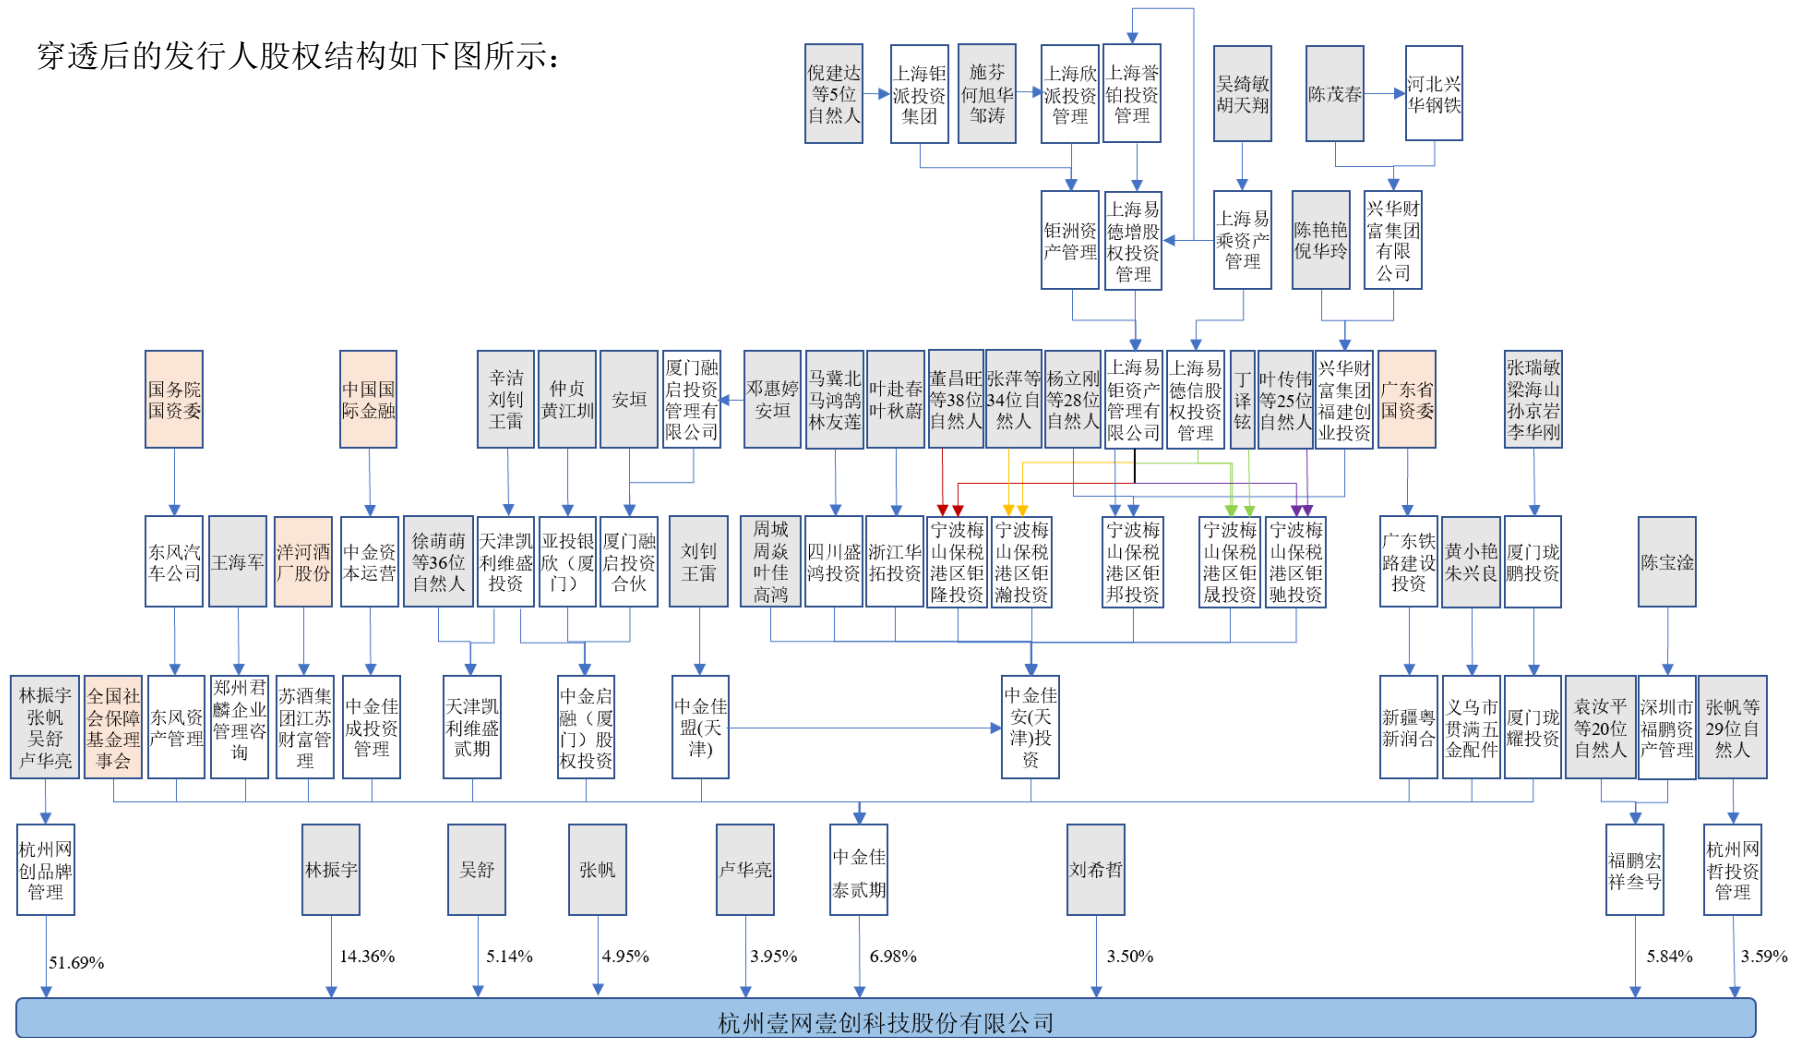 穿透后的发行人股权结构如下图所示：
倪建达
等5位
自然人
上海钜
派投资
集团
施芬
何旭华
邹涛
上海欣
派投资
管理
上海誉
铂投资
管理
吴绮敏
胡天翔
陈茂春
河北兴
华钢铁
钜洲资
产管理
上海易
德增股
权投资
管理
上海易
乘资产
管理
陈艳艳
倪华玲
兴华财
富集团
有限
公司
国务院
国资委
中国国
际金融
辛洁
刘钊
王雷
仲贞
黄江圳
安垣
厦门融
启投资
管理有
限公司
邓惠婷
安垣
马冀北
马鸿鹄
林友莲
叶赴春
叶秋蔚
董昌旺
等38位
自然人
张萍等
34位自
然人
杨立刚
等28位
自然人
上海易
钜资产
管理有
限公司
上海易
德信股
权投资
管理
丁
译
铉
叶传伟
等25位
自然人
兴华财
富集团
福建创
业投资
广东省
国资委
张瑞敏
梁海山
孙京岩
李华刚
东风汽
车公司
王海军
洋河酒
厂股份
中金资
本运营
徐萌萌
等36位
自然人
天津凯
利维盛
投资
亚投银
欣（厦
门）
厦门融
启投资
合伙
刘钊
王雷
周城
周焱
叶佳
高鸿
四川盛
鸿投资
浙江华
拓投资
宁波梅
山保税
港区钜
隆投资
宁波梅
山保税
港区钜
瀚投资
宁波梅
山保税
港区钜
邦投资
宁波梅
山保税
港区钜
晟投资
宁波梅
山保税
港区钜
驰投资
广东铁
路建设
投资
黄小艳
朱兴良
厦门珑
鹏投资
陈宝淦
林振宇
张帆
吴舒
卢华亮
全国社
会保障
基金理
事会
东风资
产管理
郑州君
麟企业
管理咨
询
苏酒集
团江苏
财富管
理
中金佳
成投资
管理
天津凯
利维盛
贰期
中金启
融（厦
门）股
权投资
中金佳
盟(天
津)
中金佳
安(天
津)投
资
新疆粤
新润合
义乌市
贯满五
金配件
厦门珑
耀投资
袁汝平
等20位
自然人
深圳市
福鹏资
产管理
张帆等
29位自
然人
杭州网
创品牌
管理
林振宇
吴舒
张帆
卢华亮
中金佳
泰贰期
刘希哲
福鹏宏
祥叁号
杭州网
哲投资
管理
51.69%
14.36%
5.14%
4.95%
3.95%
6.98%
3.50%
5.84%
3.59%
杭州壹网壹创科技股份有限公司